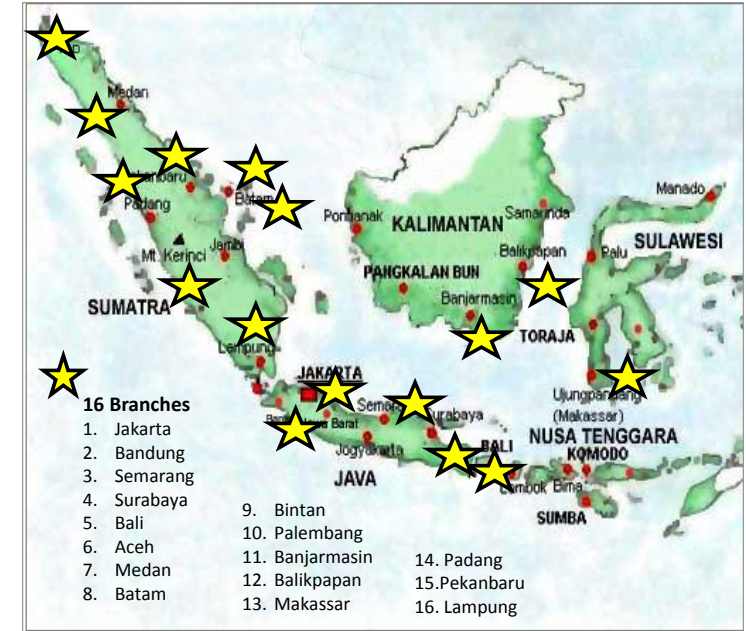 Medan
Padang
Batam
Mt. Kerinci
Jambi
SUMATRA
Lampung
Pontianak
KALIMANTAN
Samarinda
Balikpapan
PANGKALAN BUN
Banjarmasin
Manado
Palu
SULAWESI
TORAJA
Ujungpandang
(Makassar)
JAKARTA
Surabaya
Jogyakarta
JAVA
BALI
Lombok
NUSA TENGGARA
KOMODO
Bima
SUMBA
16 Branches
1. Jakarta
2. Bandung
3. Semarang
4. Surabaya
5. Bali
6. Aceh
7. Medan
8. Batam
9. Bintan
10. Palembang
11. Banjarmasin
12. Balikpapan
13. Makassar
14. Padang
15.Pekanbaru
16. Lampung